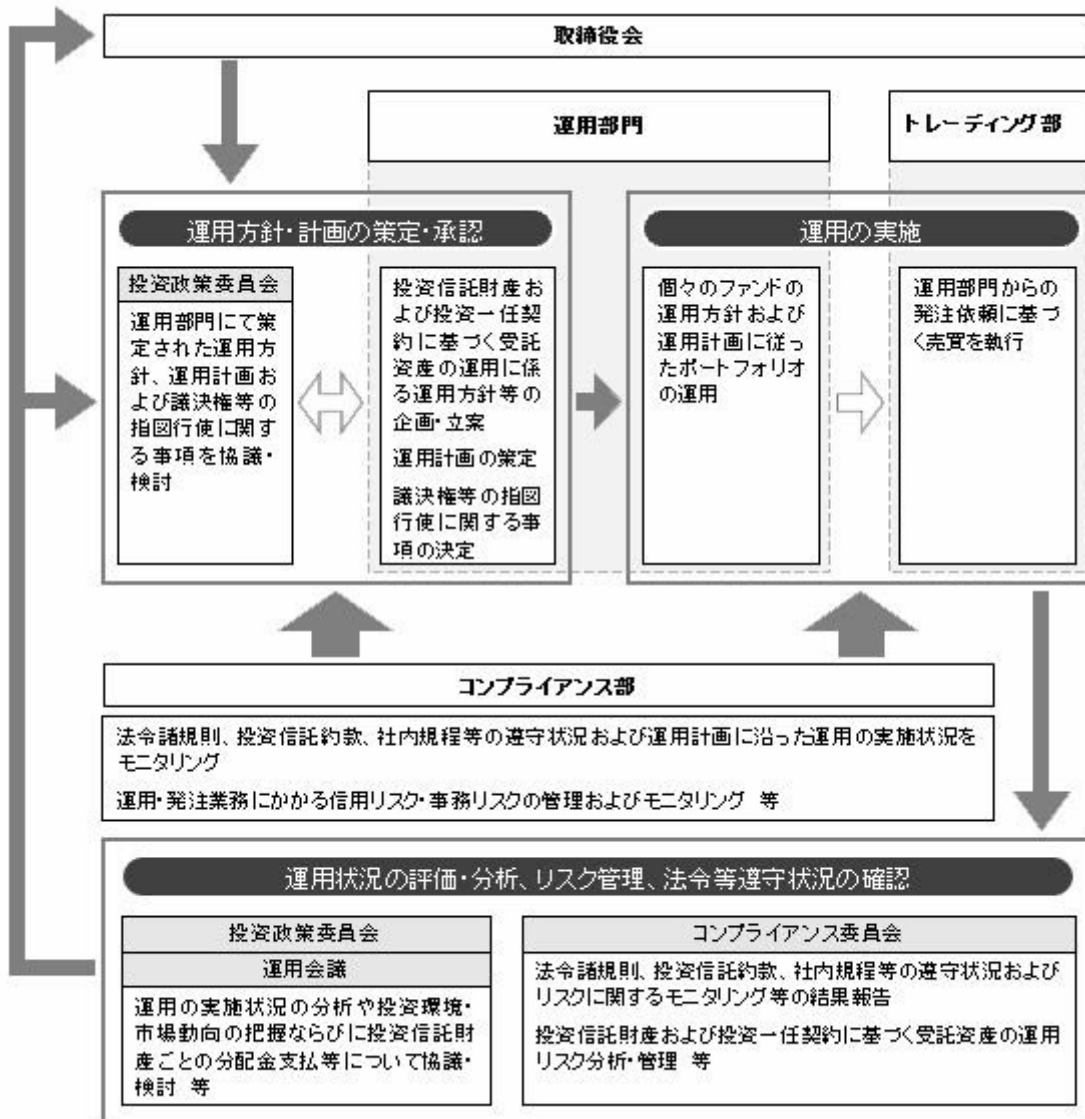 取締役会
運用部門
トレーディング部
運用方針・計画の策定・承認
投資政策委員会
運用部門にて策
定された運用方
針、運用計画お
よび議決権等の
指図行使に関す
る事項を協議・
検討
投資信託財産お
よび投資一任契
約に基づく受託
資産の運用に係
る運用方針等の
企画・立案
運用計画の策定
議決権等の指図
行使に関する事
項の決定
運用の実施
個々のファンドの
運用方針および
運用計画に従っ
たポートフォリオ
の運用
運用部門からの
発注依頼に基づ
く売買を執行
コンプライアンス部
法令諸規則、投資信託約款、社内規程等の遵守状況および運用計画に沿った運用の実施状況を
モニタリング
運用・発注業務にかかる信用リスク・事務リスクの管理およびモニタリング 等
運用状況の評価・分析、リスク管理、法令等遵守状況の確認
投資政策委員会
運用会議
運用の実施状況の分析や投資環境・
市場動向の把握ならびに投資信託財
産ごとの分配金支払等について協議・
検討 等
コンプライアンス委員会
法令諸規則、投資信託約款、社内規程等の遵守状況および
リスクに関するモニタリング等の結果報告
投資信託財産および投資一任契約に基づく受託資産の運用
リスク分析・管理 等